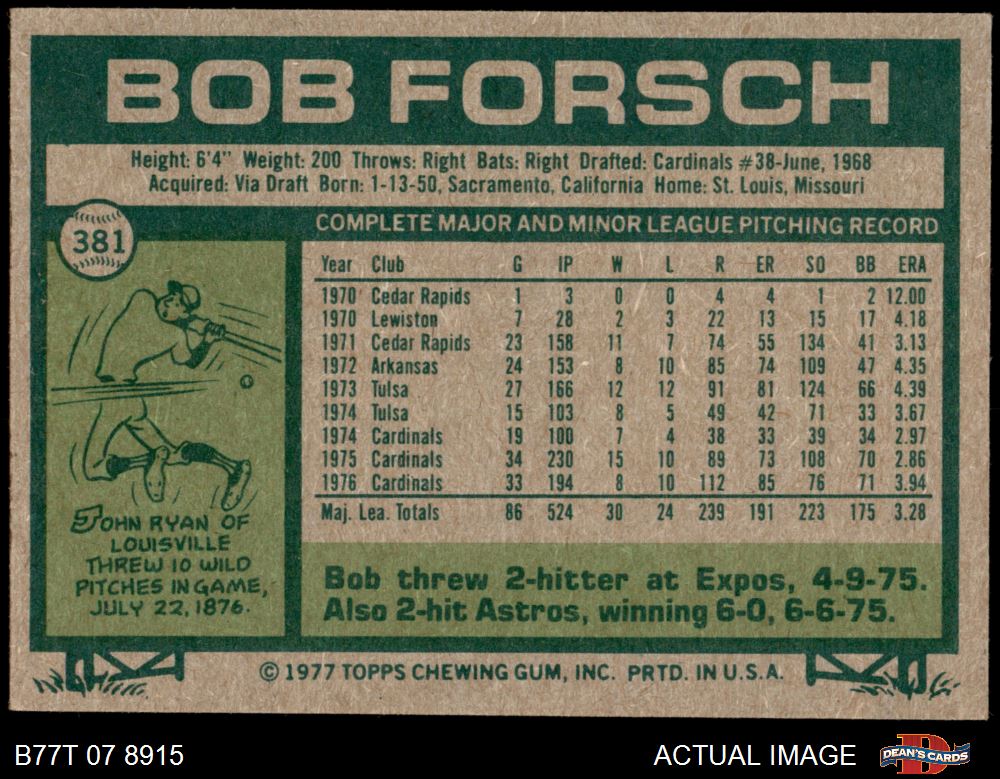 BOB FORSCH
Height: 6'4" Weight: 200 Throws: Right Bats: Right Drafted: Cardinals #38-June, 1968
Acquired: Via Draft Born: 1-13-50, Sacramento, California Home: St. Louis, Missouri
381
COMPLETE MAJOR AND MINOR LEAGUE PITCHING RECORD
Year Club G IP W L R ER SO BB ERA
1970 Cedar Rapids 1 3 0 0 4 4 1 2 12.00
1970 Lewiston 7 28 2 3 22 13 15 17 4.18
1971 Cedar Rapids 23 158 11 7 74 55 134 41 3.13
1972 Arkansas 24 153 8 10 85 74 109 47 4.35
1973 Tulsa 27 166 12 12 91 81 124 66 4.39
1974 Tulsa 15 103 8 5 49 42 71 33 3.67
1974 Cardinals 19 100 7 4 38 33 39 34 2.97
1975 Cardinals 34 230 15 10 89 73 108 70 2.86
1976 Cardinals 33 194 8 10 112 85 76 71 3.94
Maj. Lea. Totals 86 524 30 24 239 191 223 175 3.28
JOHN RYAN OF
LOUISVILLE
THREW 10 WILD
PITCHES IN GAME,
JULY 22, 1876.
Bob threw 2-hitter at Expos, 4-9-75.
Also 2-hit Astros, winning 6-0, 6-6-75.
© 1977 TOPPS CHEWING GUM, INC. PRTD. IN U.S.A.
B77T 07 8915
ACTUAL IMAGE
D
DEAN'S CARDS